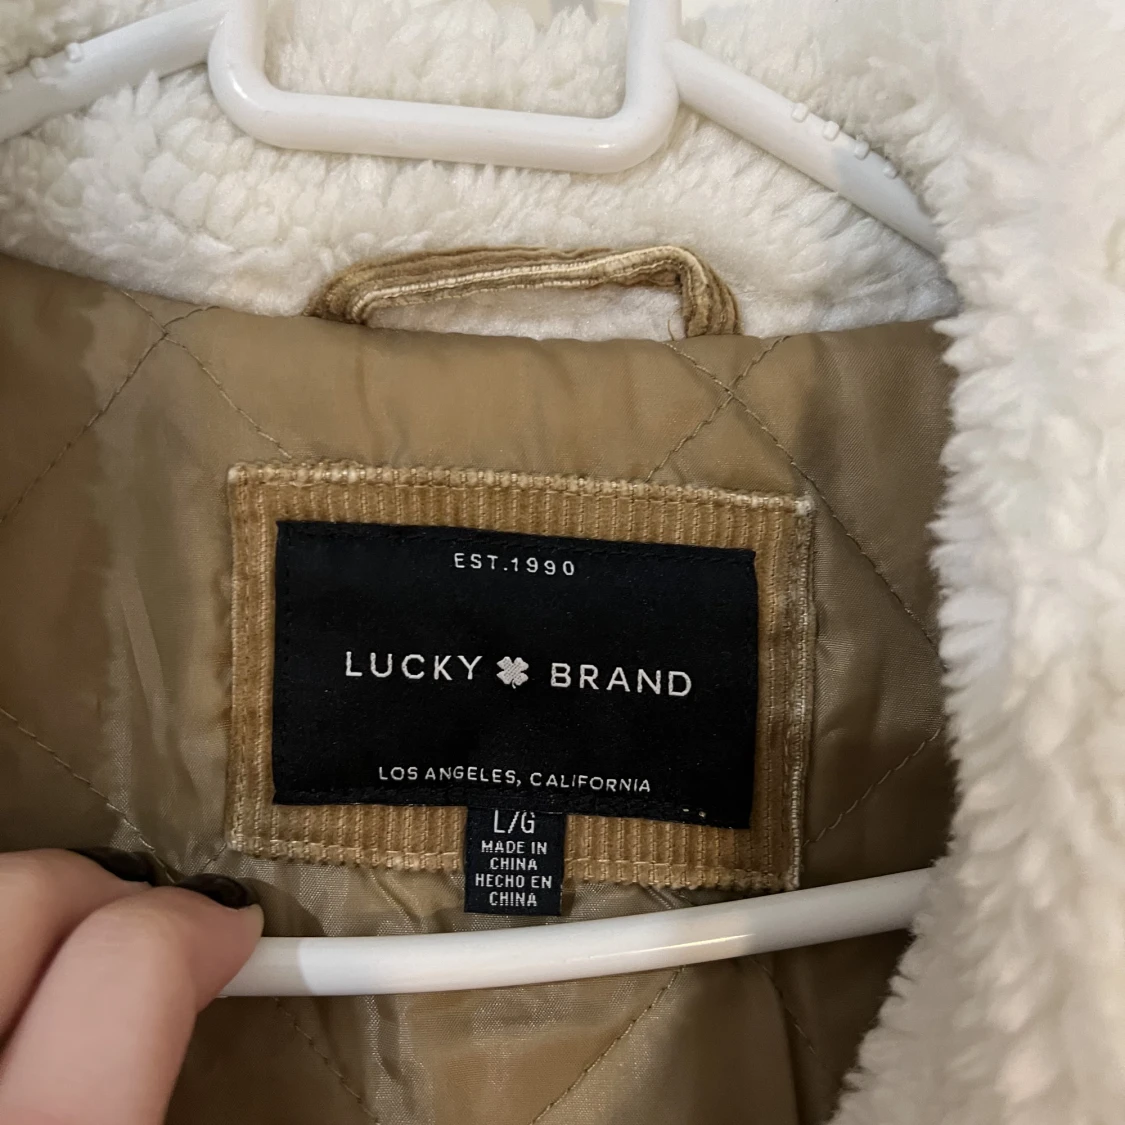 EST.1990
LUCKY BRAND
LOS ANGELES, CALIFORNIA
L/G
MADE IN
CHINA
HECHO EN
CHINA